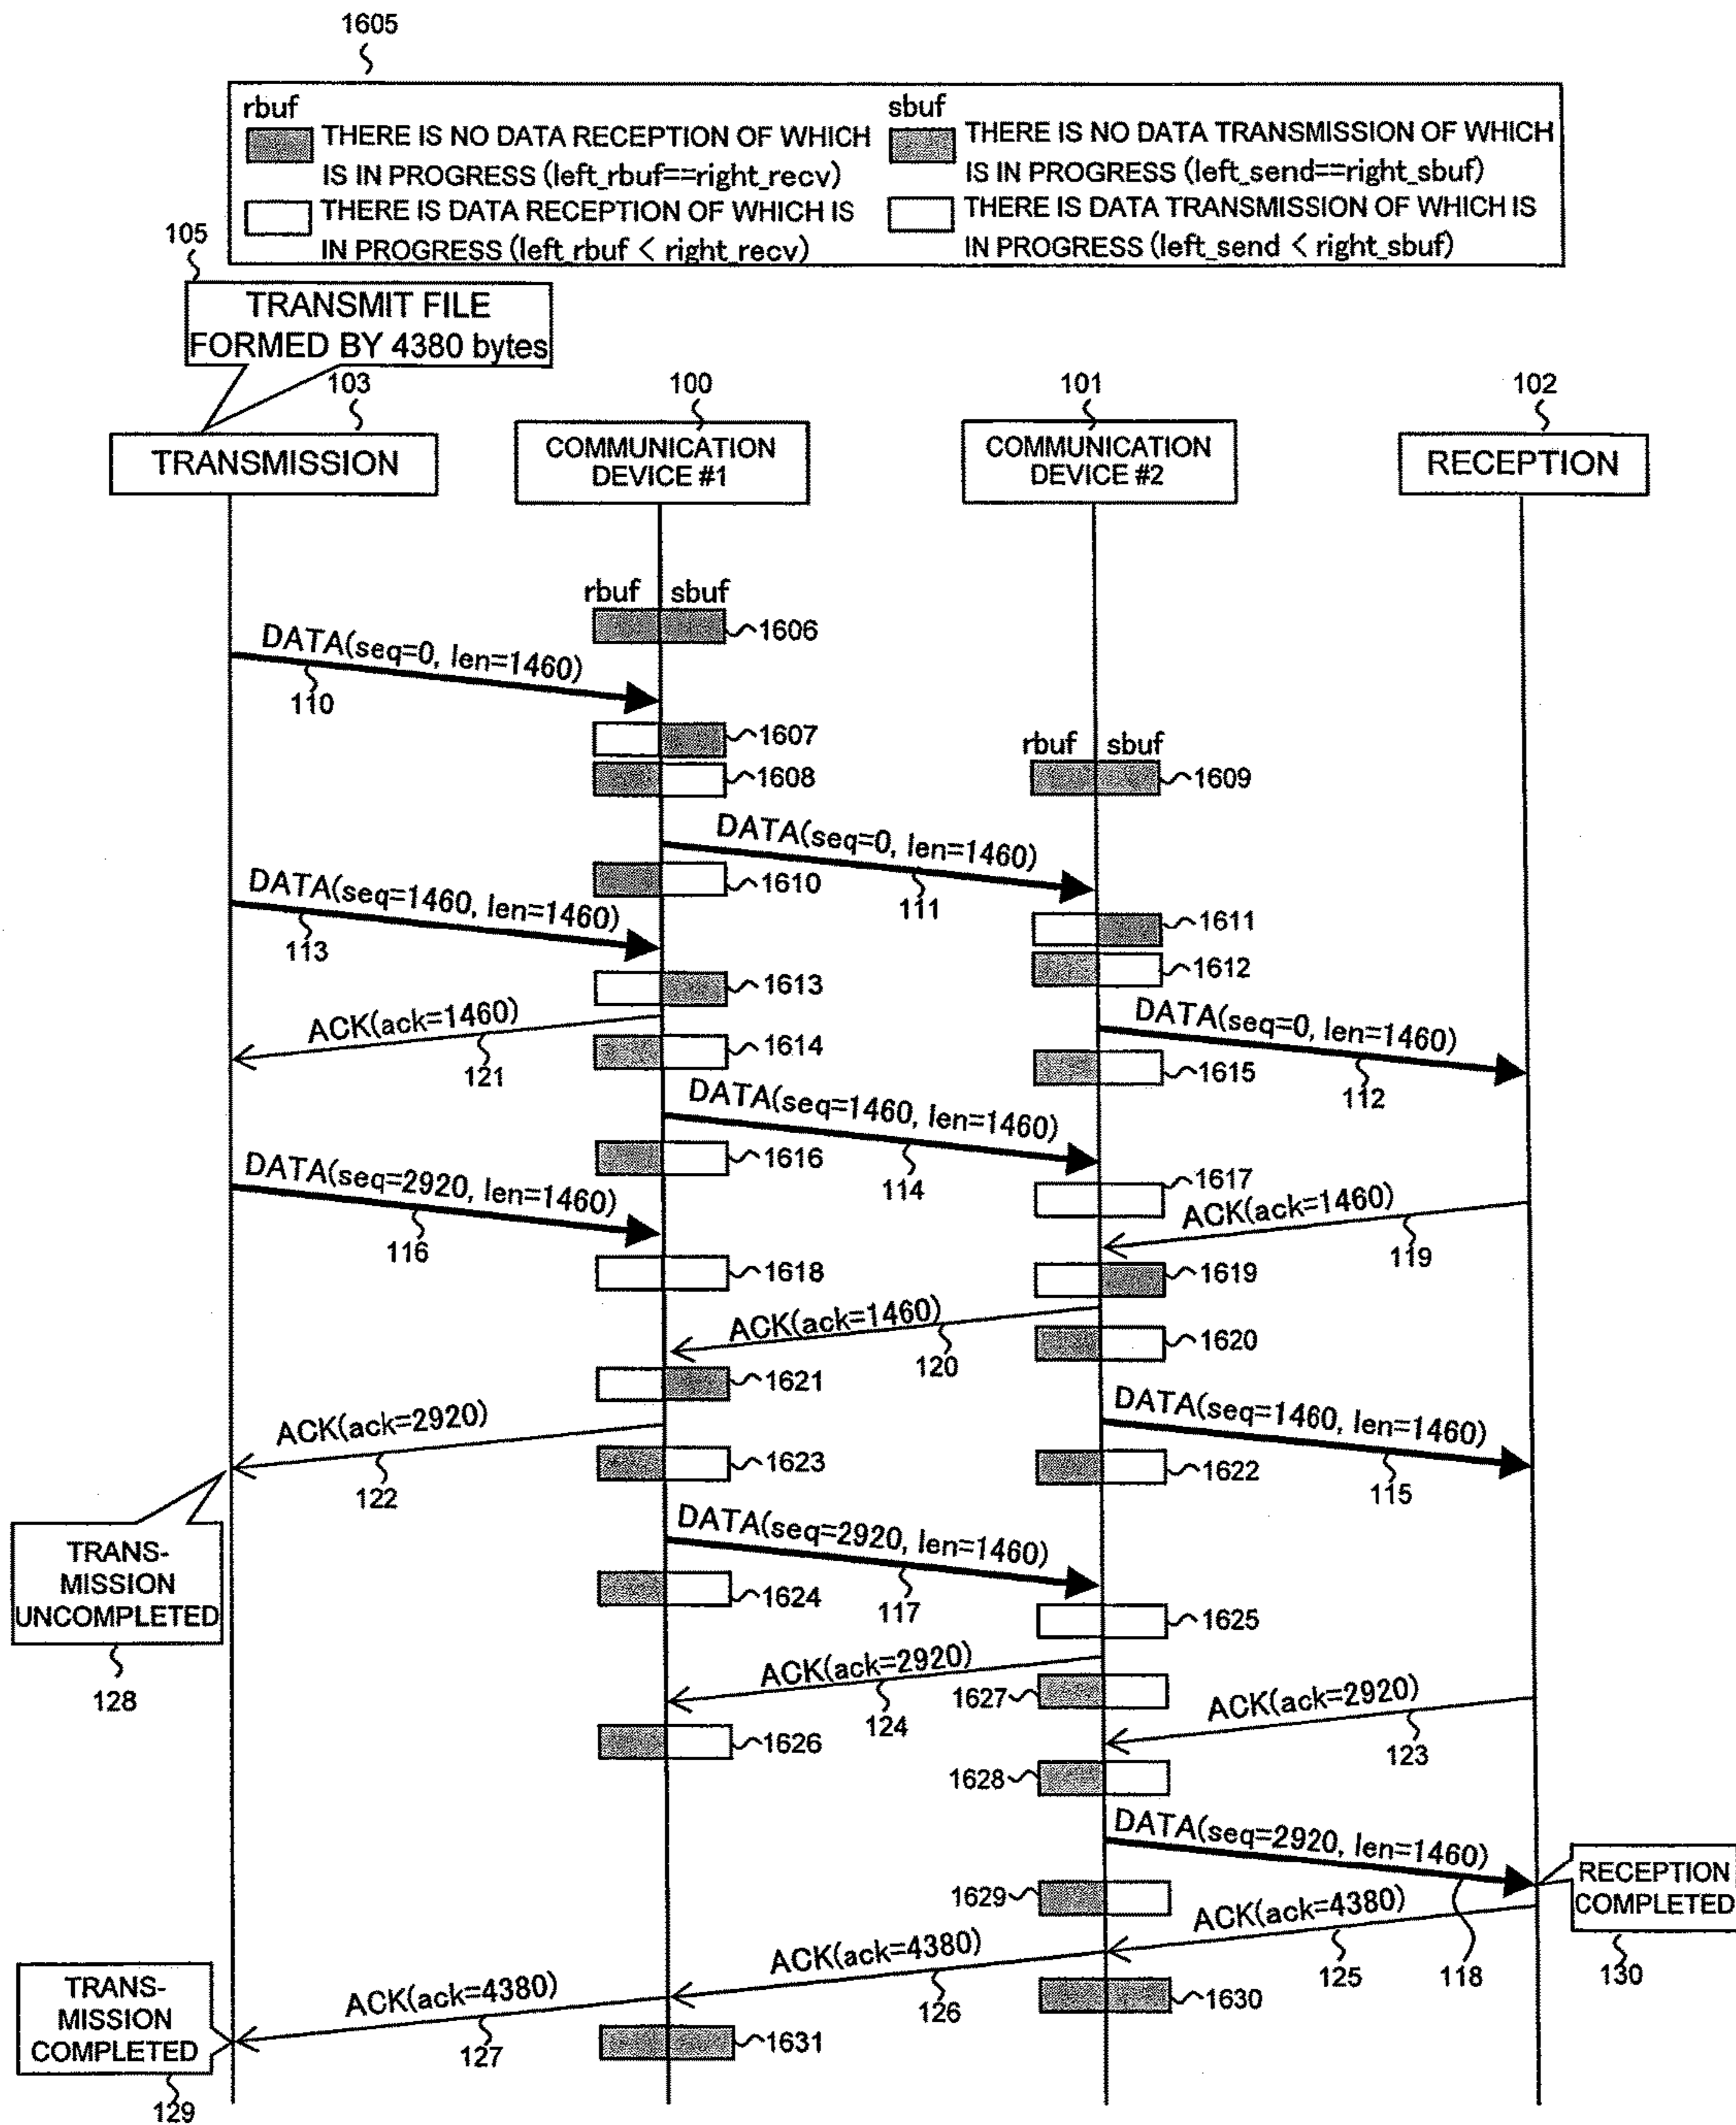 1605
rbuf
THERE IS NO DATA RECEPTION OF WHICH
IS IN PROGRESS (left_rbuf==right_recv)
THERE IS DATA RECEPTION OF WHICH IS
IN PROGRESS (left_rbuf < right_recv)
sbuf
THERE IS NO DATA TRANSMISSION OF WHICH
IS IN PROGRESS (left_send==right_sbuf)
THERE IS DATA TRANSMISSION OF WHICH IS
IN PROGRESS (left_send < right_sbuf)
105
TRANSMIT FILE
FORMED BY 4380 bytes
103
100
101
102
TRANSMISSION
COMMUNICATION
DEVICE #1
COMMUNICATION
DEVICE #2
RECEPTION
rbuf
sbuf
1606
DATA(seq=0, len=1460)
110
1607
1608
rbuf
sbuf
1609
DATA(seq=0, len=1460)
111
1610
DATA(seq=1460, len=1460)
113
1611
1612
1613
ACK(ack=1460)
121
1614
DATA(seq=0, len=1460)
112
1615
DATA(seq=1460, len=1460)
114
1616
DATA(seq=2920, len=1460)
116
1617
ACK(ack=1460)
119
1618
1619
ACK(ack=1460)
120
1620
1621
ACK(ack=2920)
122
1623
DATA(seq=1460, len=1460)
115
1622
TRANS-
MISSION
UNCOMPLETED
128
DATA(seq=2920, len=1460)
117
1624
1625
ACK(ack=2920)
124
1627
1626
ACK(ack=2920)
123
1628
DATA(seq=2920, len=1460)
118
RECEPTION
COMPLETED
130
1629
ACK(ack=4380)
125
ACK(ack=4380)
126
1630
ACK(ack=4380)
127
1631
TRANS-
MISSION
COMPLETED
129